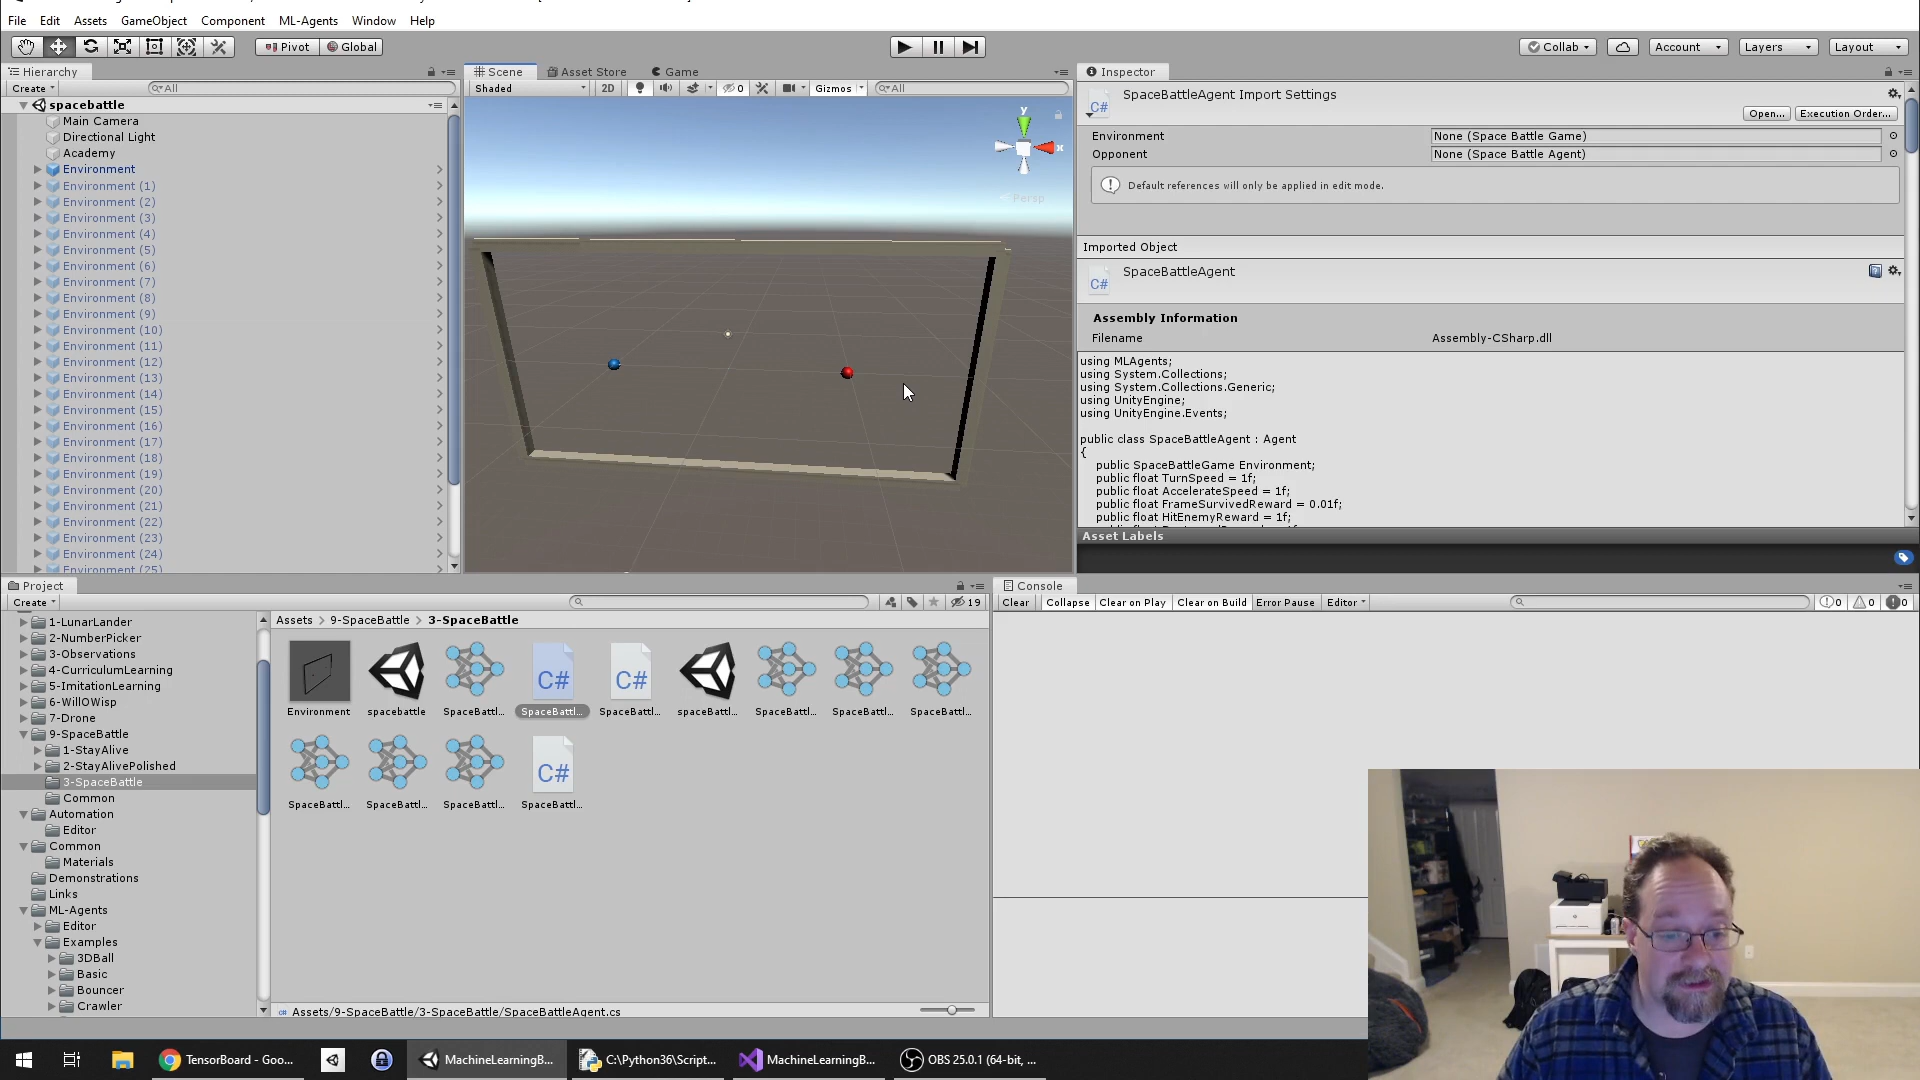 File Edit Assets GameObject Component ML-Agents Window Help
Pivot Global Collab Account Layers Layout
Hierarchy
Create All
spacebattle
Main Camera
Directional Light
Academy
Environment
Environment (1)
Environment (2)
Environment (3)
Environment (4)
Environment (5)
Environment (6)
Environment (7)
Environment (8)
Environment (9)
Environment (10)
Environment (11)
Environment (12)
Environment (13)
Environment (14)
Environment (15)
Environment (16)
Environment (17)
Environment (18)
Environment (19)
Environment (20)
Environment (21)
Environment (22)
Environment (23)
Environment (24)
Environment (25)
Scene Asset Store Game
Shaded 2D 0 Gizmos All
y
x
Persp
Inspector
SpaceBattleAgent Import Settings
C#
Open... Execution Order...
Environment None (Space Battle Game)
Opponent None (Space Battle Agent)
Default references will only be applied in edit mode.
Imported Object
SpaceBattleAgent
C#
Assembly Information
Filename Assembly-CSharp.dll
using MLAgents;
using System.Collections;
using System.Collections.Generic;
using UnityEngine;
using UnityEngine.Events;
public class SpaceBattleAgent : Agent
{
public SpaceBattleGame Environment;
public float TurnSpeed = 1f;
public float AccelerateSpeed = 1f;
public float FrameSurvivedReward = 0.01f;
public float HitEnemyReward = 1f;
Asset Labels
Project
Create 19
1-LunarLander
2-NumberPicker
3-Observations
4-CurriculumLearning
5-ImitationLearning
6-WillOWisp
7-Drone
9-SpaceBattle
1-StayAlive
2-StayAlivePolished
3-SpaceBattle
Common
Automation
Editor
Common
Materials
Demonstrations
Links
ML-Agents
Editor
Examples
3DBall
Basic
Bouncer
Crawler
Assets 9-SpaceBattle 3-SpaceBattle
C# C#
Environment spacebattle SpaceBattl... SpaceBattl... SpaceBattl... spaceBattl... SpaceBattl... SpaceBattl... SpaceBattl...
C#
SpaceBattl... SpaceBattl... SpaceBattl... SpaceBattl...
Assets/9-SpaceBattle/3-SpaceBattle/SpaceBattleAgent.cs
Console
Clear Collapse Clear on Play Clear on Build Error Pause Editor 0 0 0
TensorBoard - Goo... MachineLearningB... C:\Python36\Script... MachineLearningB... OBS 25.0.1 (64-bit, ...